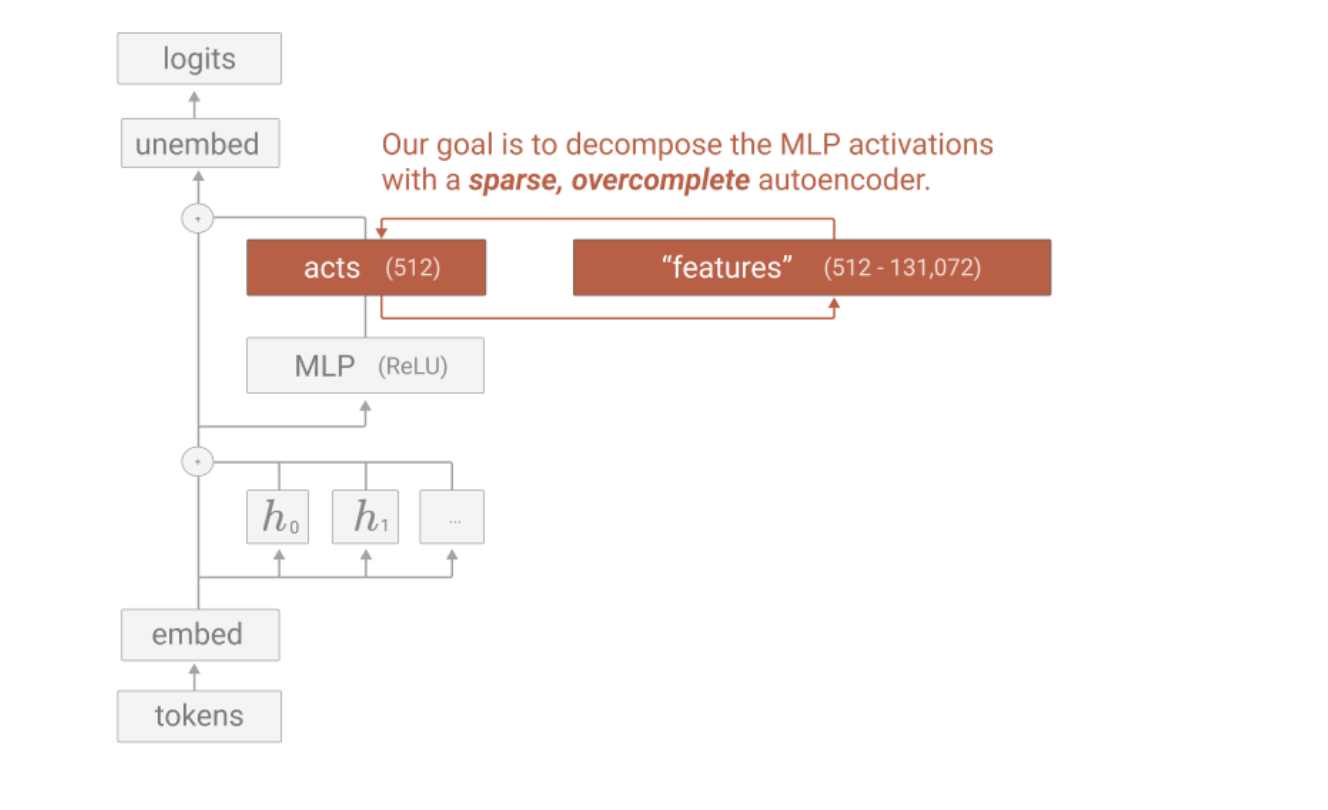 logits
unembed
Our goal is to decompose the MLP activations
with a sparse, overcomplete autoencoder.
+
acts (512)
“features” (512 - 131,072)
MLP (ReLU)
+
h0
h1
...
embed
tokens